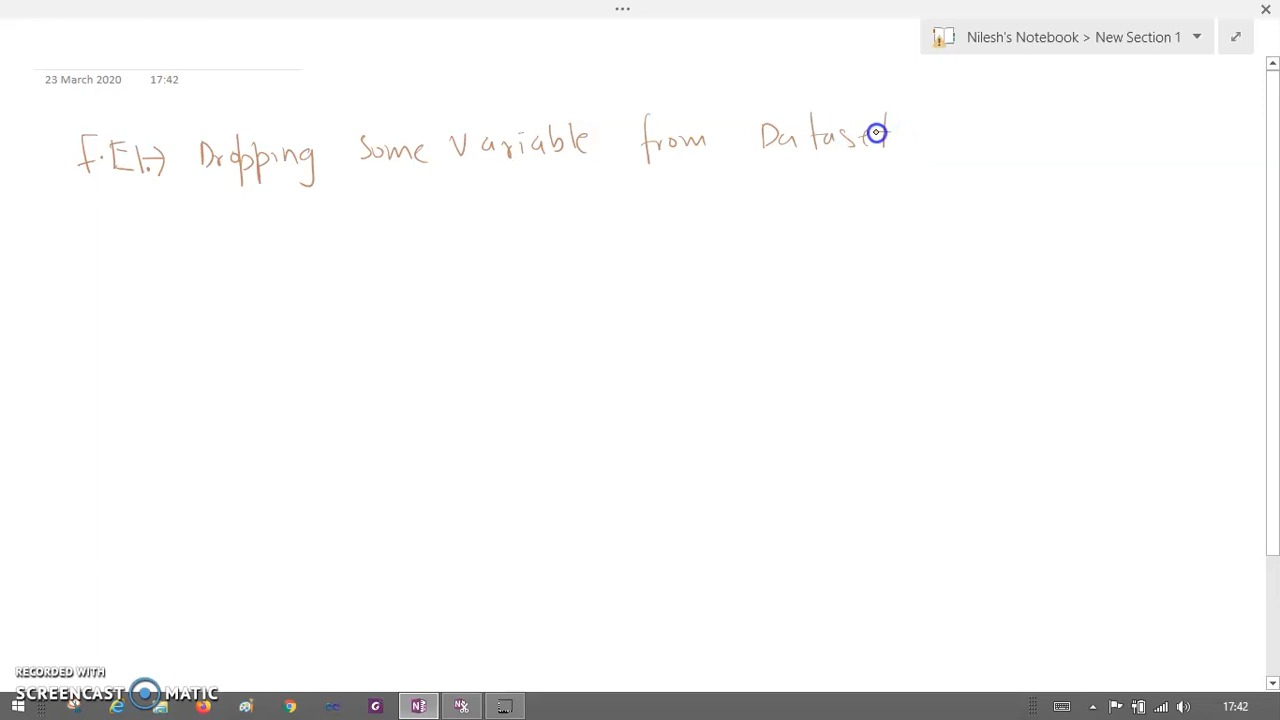 Nilesh's Notebook > New Section 1
23 March 2020 17:42
F.E1.→ Dropping Some Variable from Dataset
RECORDED WITH
SCREENCAST MATIC
17:42